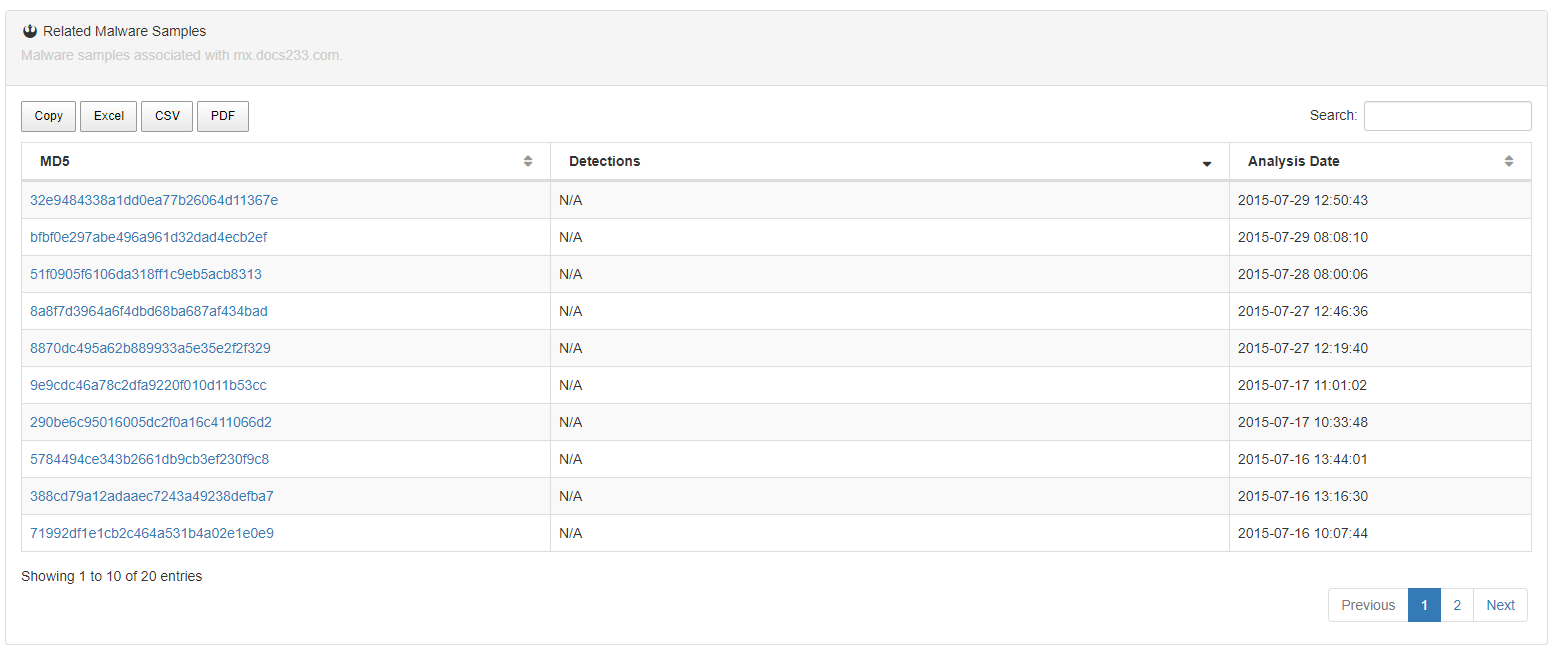 Related Malware Samples
Malware samples associated with mx.docs233.com.
Copy Excel CSV PDF Search:
MD5 Detections Analysis Date
32e9484338a1dd0ea77b26064d11367e N/A 2015-07-29 12:50:43
bfbf0e297abe496a961d32dad4ecb2ef N/A 2015-07-29 08:08:10
51f0905f6106da318ff1c9eb5acb8313 N/A 2015-07-28 08:00:06
8a8f7d3964a6f4dbd68ba687af434bad N/A 2015-07-27 12:46:36
8870dc495a62b889933a5e35e2f2f329 N/A 2015-07-27 12:19:40
9e9cdc46a78c2dfa9220f010d11b53cc N/A 2015-07-17 11:01:02
290be6c95016005dc2f0a16c411066d2 N/A 2015-07-17 10:33:48
5784494ce343b2661db9cb3ef230f9c8 N/A 2015-07-16 13:44:01
388cd79a12adaaec7243a49238defba7 N/A 2015-07-16 13:16:30
71992df1e1cb2c464a531b4a02e1e0e9 N/A 2015-07-16 10:07:44
Showing 1 to 10 of 20 entries
Previous 1 2 Next